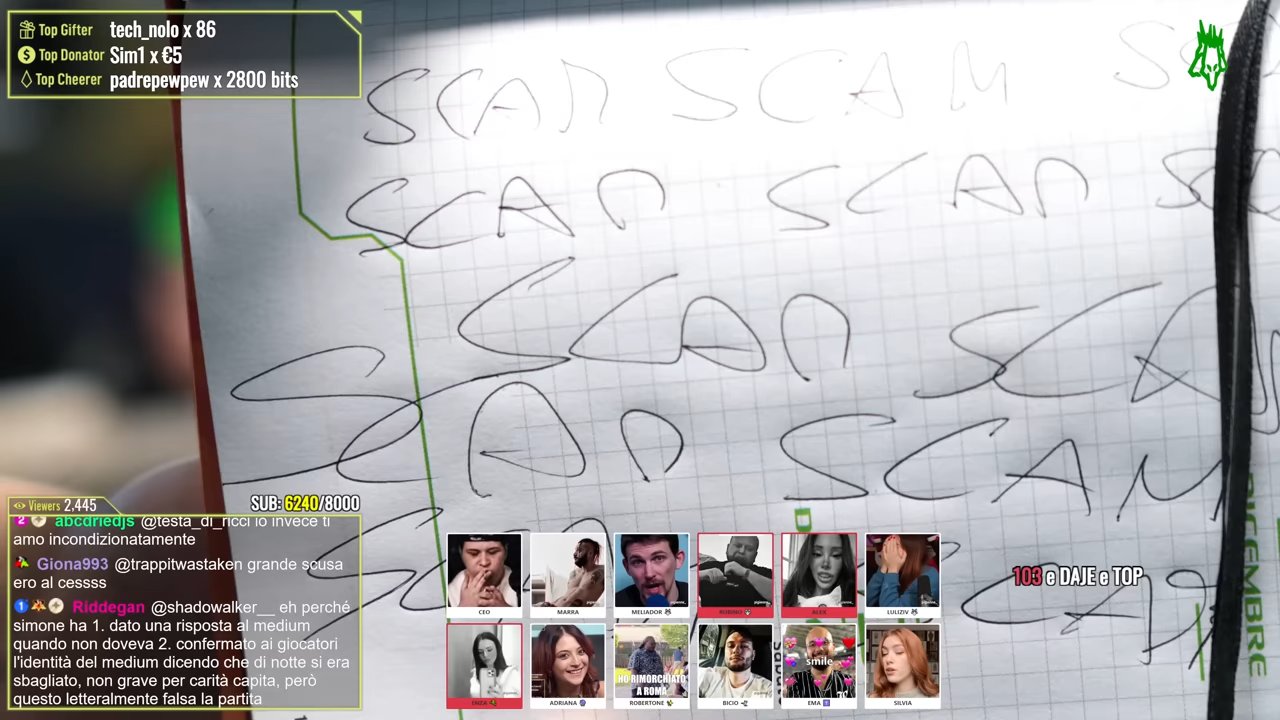 Top Gifter tech_nolo x 86
Top Donator Sim1 x €5
Top Cheerer padrepewpew x 2800 bits
SCAM SCAM
SCAM SCAM
SCAM
SCAM SCAM
Viewers 2,445
SUB: 6240/8000
abcdriedjs @testa_di_ricci io invece ti
amo incondizionatamente
Giona993 @trappitwastaken grande scusa
ero al cessss
Riddegan @shadowalker__ eh perché
simone ha 1. dato una risposta al medium
quando non doveva 2. confermato ai giocatori
l'identità del medium dicendo che di notte si era
sbagliato, non grave per carità capita, però
questo letteralmente falsa la partita
CEO MARRA MELIADOR RUBINO ALEX LULIZIV
HO RIMORCHIATO
A ROMA
smile
ENZA ADRIANA ROBERTONE BICIO EMA SILVIA
103 e DAJE e TOP
DICEMBRE